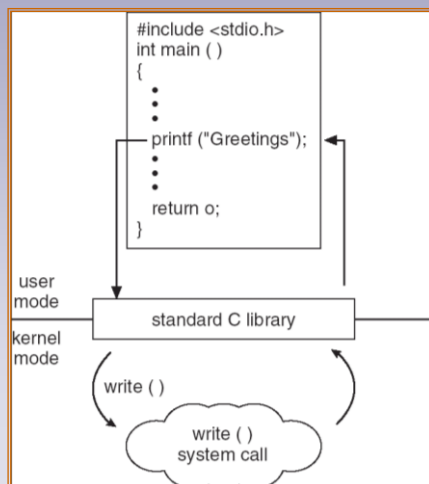 #include <stdio.h>
int main ( )
{
•
•
•
printf ("Greetings");
•
•
•
return o;
}
user
mode
standard C library
kernel
mode
write ( )
write ( )
system call